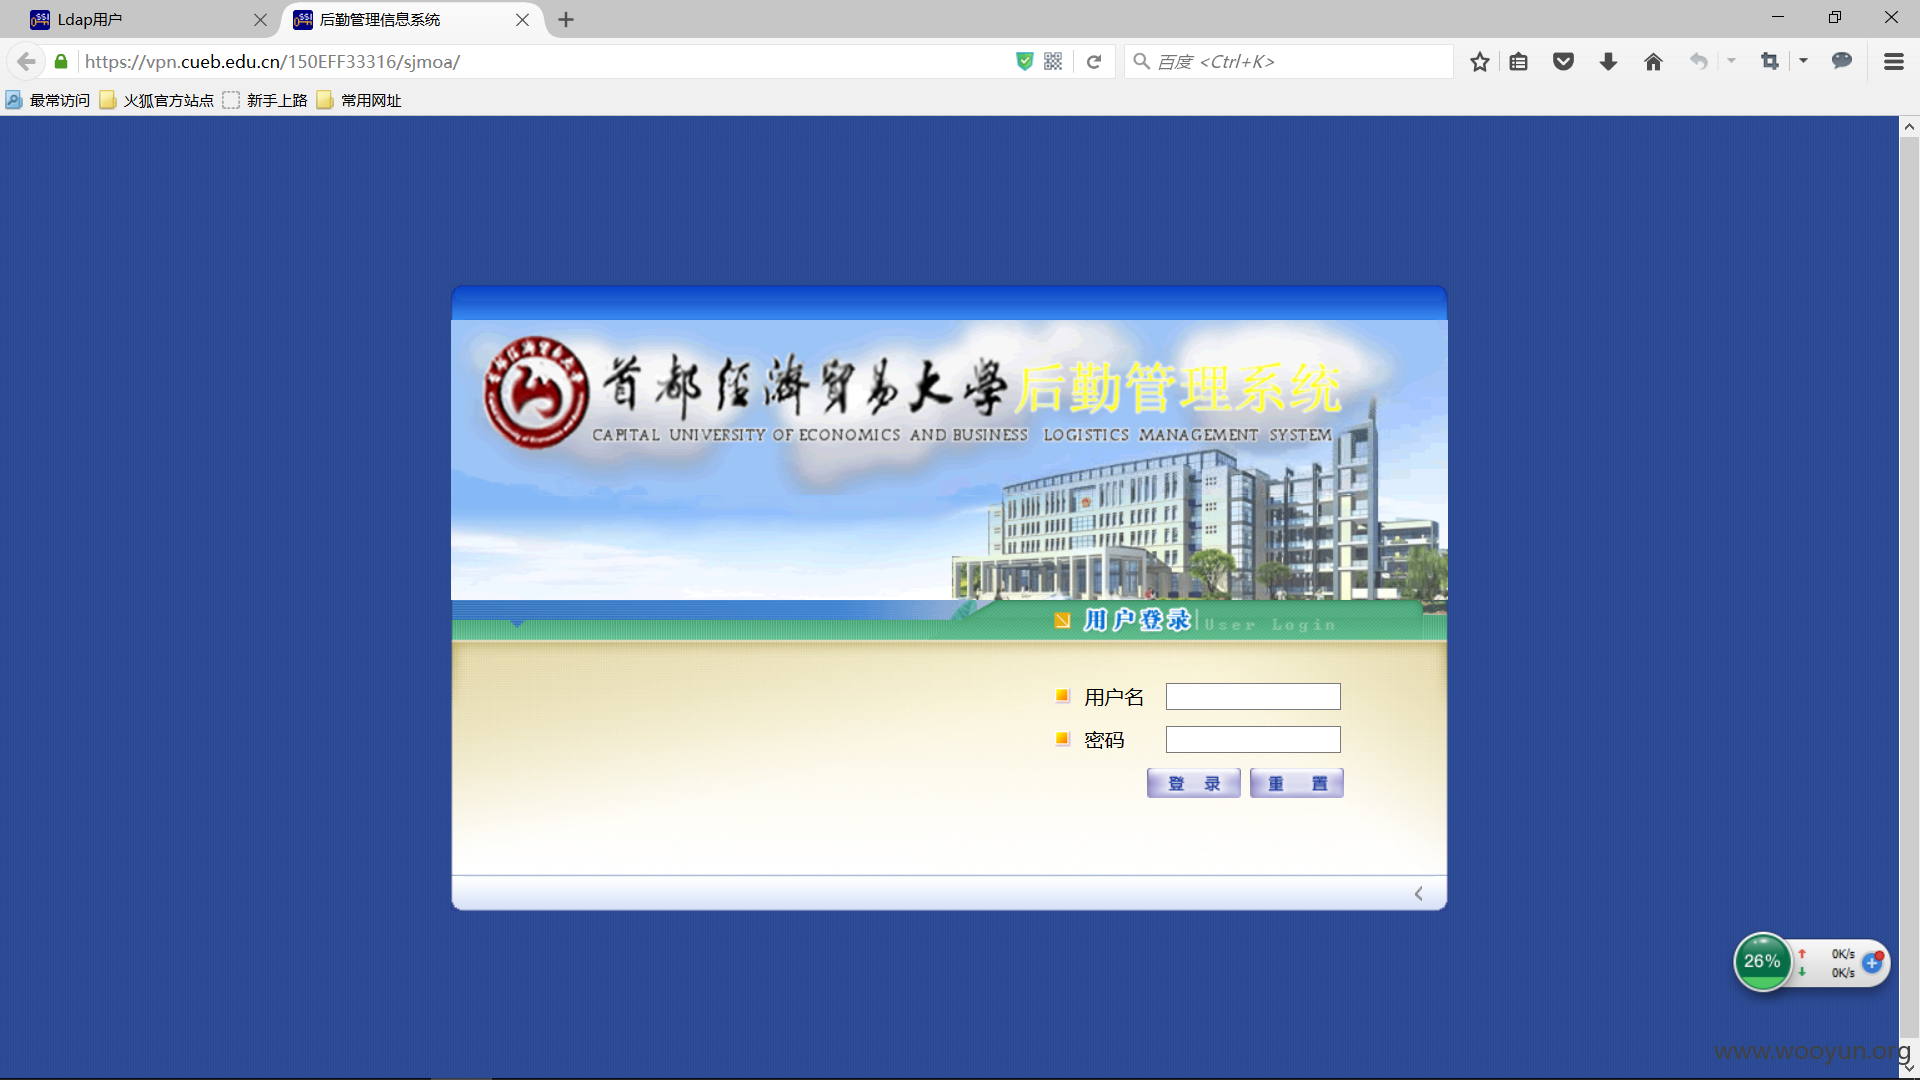 Ldap用户
后勤管理信息系统
https://vpn.cueb.edu.cn/150EFF33316/sjmoa/
百度 <Ctrl+K>
最常访问
火狐官方站点
新手上路
常用网址
首都經濟貿易大學后勤管理系统
CAPITAL UNIVERSITY OF ECONOMICS AND BUSINESS LOGISTICS MANAGEMENT SYSTEM
用户登录
User Login
用户名
密码
登 录
重 置
26%
0K/s
0K/s
www.wooyun.org